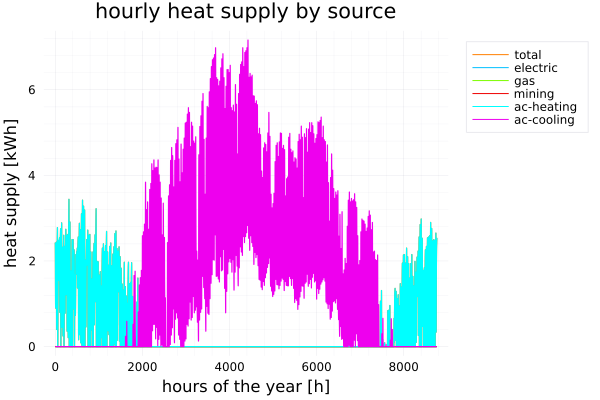 hourly heat supply by source
heat supply [kWh]
6
4
2
0
0 2000 4000 6000 8000
hours of the year [h]
total
electric
gas
mining
ac-heating
ac-cooling